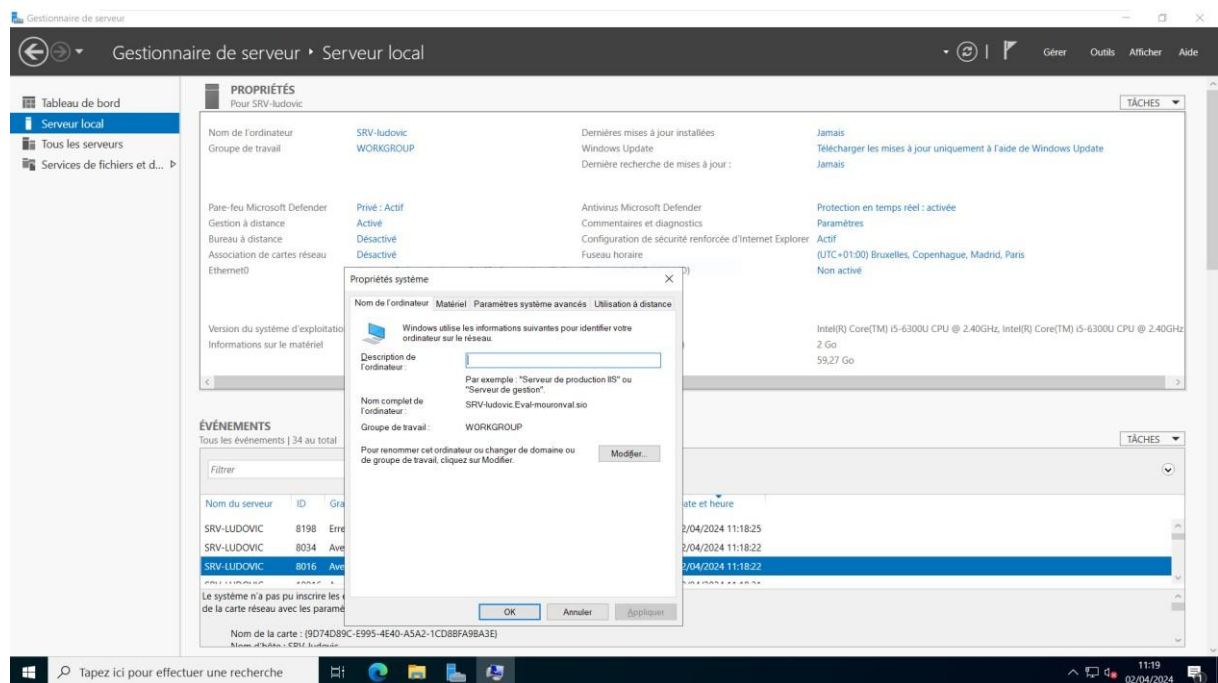 Gestionnaire de serveur
Gestionnaire de serveur ‣ Serveur local
Gérer Outils Afficher Aide
Tableau de bord
Serveur local
Tous les serveurs
Services de fichiers et d...
PROPRIÉTÉS
Pour SRV-ludovic
TÂCHES
Nom de l'ordinateur SRV-ludovic Dernières mises à jour installées Jamais
Groupe de travail WORKGROUP Windows Update Télécharger les mises à jour uniquement à l'aide de Windows Update
Dernière recherche de mises à jour : Jamais
Pare-feu Microsoft Defender Privé : Actif Antivirus Microsoft Defender Protection en temps réel : activée
Gestion à distance Activé Commentaires et diagnostics Paramètres
Bureau à distance Désactivé Configuration de sécurité renforcée d'Internet Explorer Actif
Association de cartes réseau Désactivé Fuseau horaire (UTC+01:00) Bruxelles, Copenhague, Madrid, Paris
Ethernet0 Non activé
Version du système d'exploitatio Intel(R) Core(TM) i5-6300U CPU @ 2.40GHz, Intel(R) Core(TM) i5-6300U CPU @ 2.40GHz
Informations sur le matériel 2 Go
59,27 Go
Propriétés système
Nom de l'ordinateur Matériel Paramètres système avancés Utilisation à distance
Windows utilise les informations suivantes pour identifier votre
ordinateur sur le réseau.
Description de
l'ordinateur :
Par exemple : "Serveur de production IIS" ou
"Serveur de gestion".
Nom complet de
l'ordinateur :
SRV-ludovic.Eval-mouronval.sio
Groupe de travail : WORKGROUP
Pour renommer cet ordinateur ou changer de domaine ou
de groupe de travail, cliquez sur Modifier.
Modifier...
OK Annuler Appliquer
ÉVÉNEMENTS
Tous les événements | 34 au total
TÂCHES
Filtrer
Nom du serveur ID Gra ate et heure
SRV-LUDOVIC 8198 Erre 2/04/2024 11:18:25
SRV-LUDOVIC 8034 Ave 2/04/2024 11:18:22
SRV-LUDOVIC 8016 Ave 2/04/2024 11:18:22
Le système n'a pas pu inscrire les
de la carte réseau avec les paramè
Nom de la carte : {9D74D89C-E995-4E40-A5A2-1CD88FA9BA3E}
Nom d'hôte : SRV-ludovic
Tapez ici pour effectuer une recherche
11:19
02/04/2024